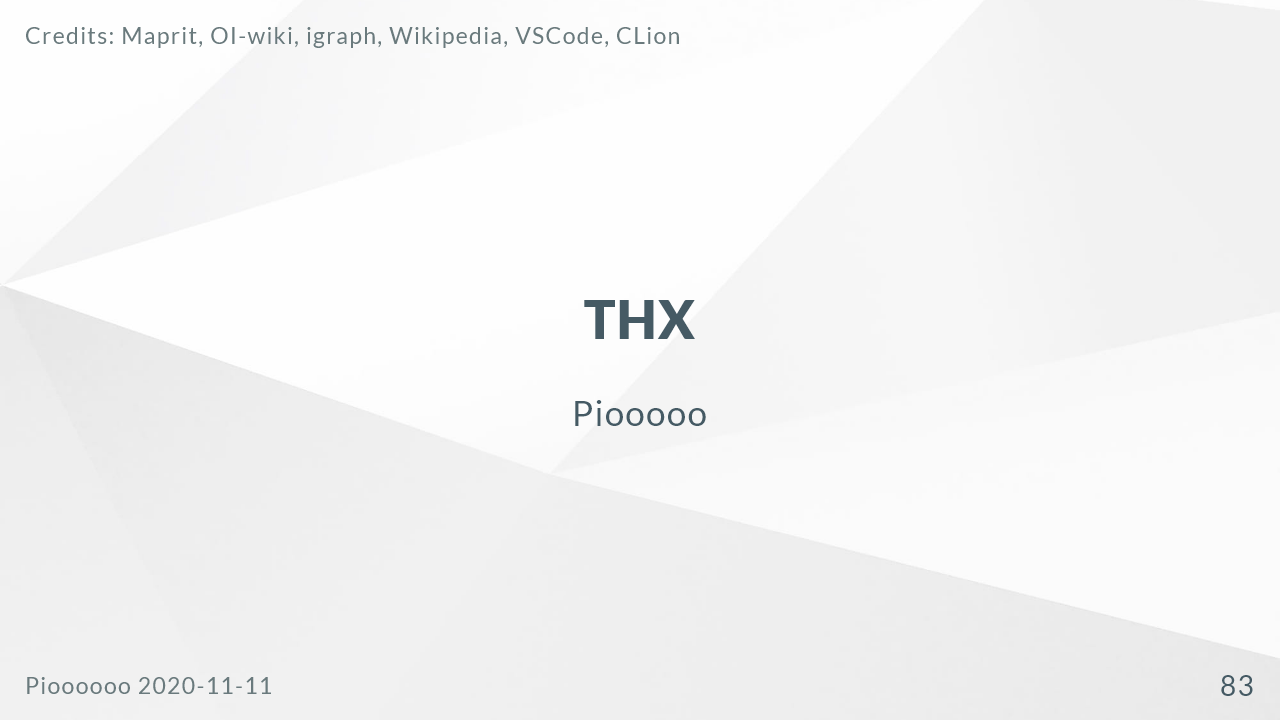 Credits: Maprit, OI-wiki, igraph, Wikipedia, VSCode, CLion
THX
Piooooo
Pioooooo 2020-11-11
83